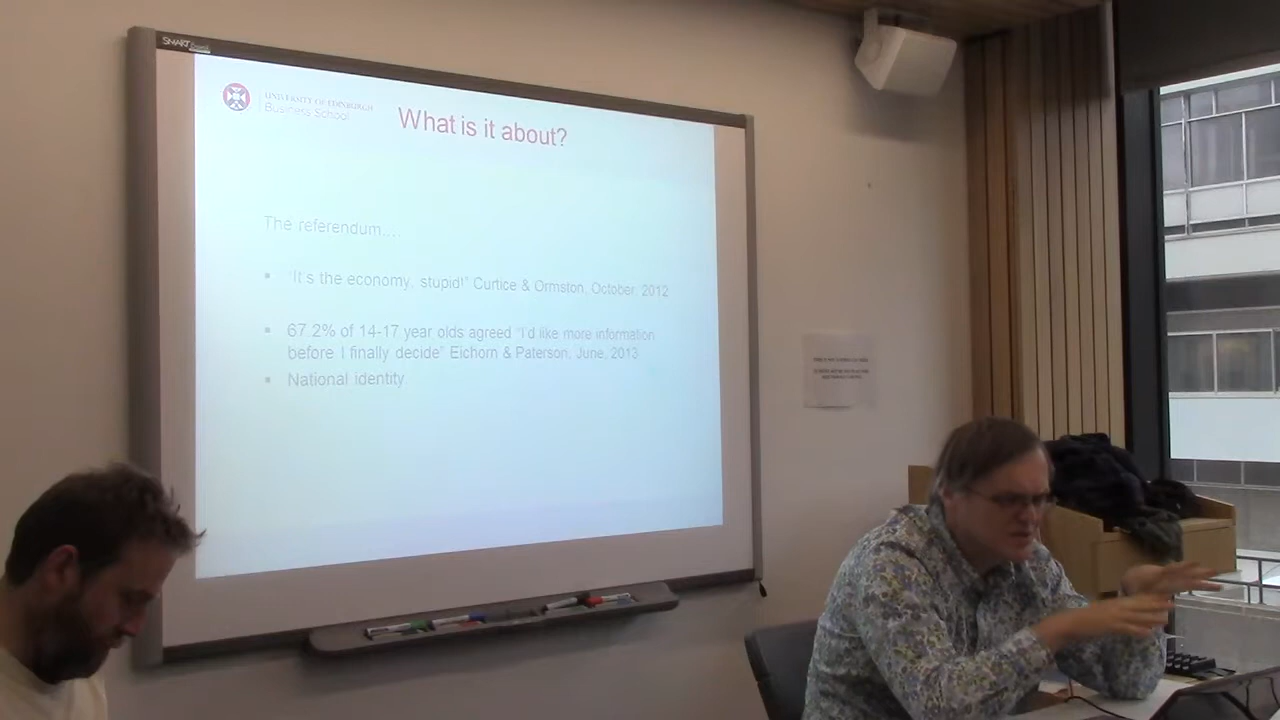 SMART
UNIVERSITY OF EDINBURGH
Business School
What is it about?
The referendum....
▪ "It's the economy, stupid!" Curtice & Ormston, October, 2012
▪ 67.2% of 14-17 year olds agreed "I'd like more information
before I finally decide" Eichorn & Paterson, June, 2013
▪ National identity